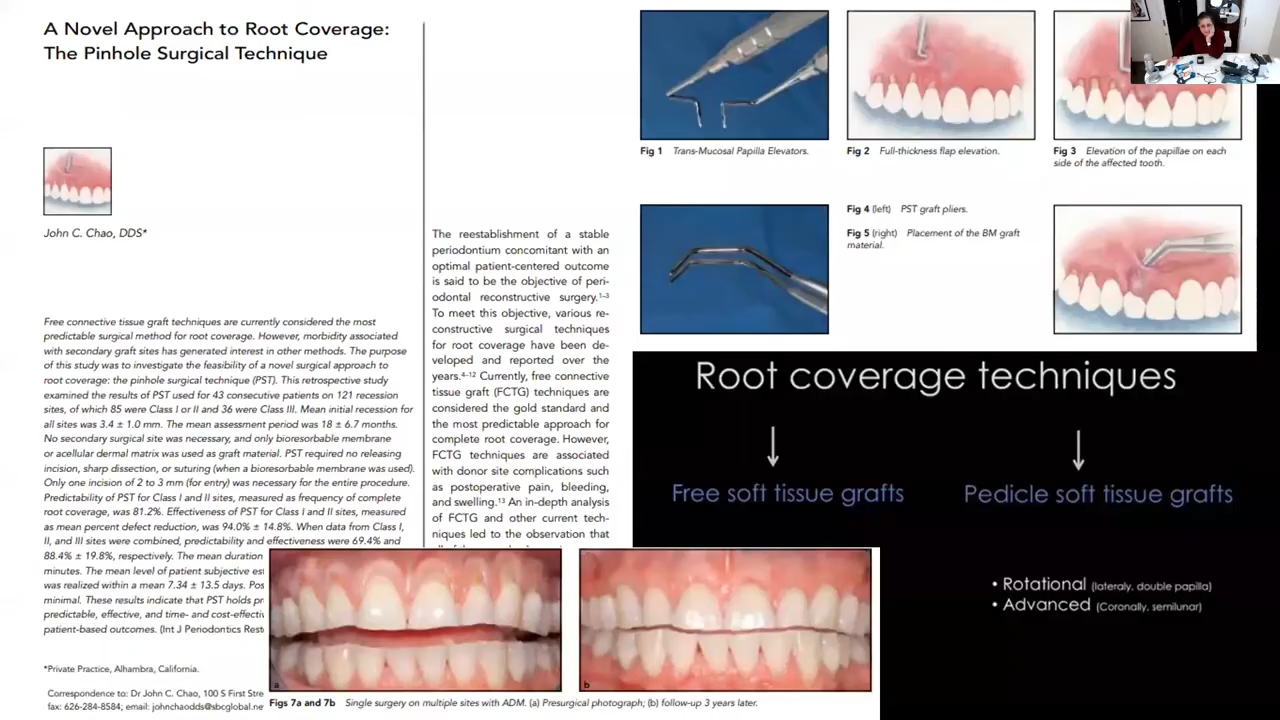 A Novel Approach to Root Coverage:
The Pinhole Surgical Technique
John C. Chao, DDS*
Free connective tissue graft techniques are currently considered the most
predictable surgical method for root coverage. However, morbidity associated
with secondary graft sites has generated interest in other methods. The purpose
of this study was to investigate the feasibility of a novel surgical approach to
root coverage: the pinhole surgical technique (PST). This retrospective study
examined the results of PST used for 43 consecutive patients on 121 recession
sites, of which 85 were Class I or II and 36 were Class III. Mean initial recession for
all sites was 3.4 ± 1.0 mm. The mean assessment period was 18 ± 6.7 months.
No secondary surgical site was necessary, and only bioresorbable membrane
or acellular dermal matrix was used as graft material. PST required no releasing
incision, sharp dissection, or suturing (when a bioresorbable membrane was used).
Only one incision of 2 to 3 mm (for entry) was necessary for the entire procedure.
Predictability of PST for Class I and II sites, measured as frequency of complete
root coverage, was 81.2%. Effectiveness of PST for Class I and II sites, measured
as mean percent defect reduction, was 94.0% ± 14.8%. When data from Class I,
II, and III sites were combined, predictability and effectiveness were 69.4% and
88.4% ± 19.8%, respectively. The mean duration
minutes. The mean level of patient subjective est
was realized within a mean 7.34 ± 13.5 days. Pos
minimal. These results indicate that PST holds pr
predictable, effective, and time- and cost-effectiv
patient-based outcomes. (Int J Periodontics Rest
*Private Practice, Alhambra, California.
Correspondence to: Dr John C. Chao, 100 S First Stre
fax: 626-284-8584; email: johnchaodds@sbcglobal.ne
The reestablishment of a stable
periodontium concomitant with an
optimal patient-centered outcome
is said to be the objective of peri-
odontal reconstructive surgery.1–3
To meet this objective, various re-
constructive surgical techniques
for root coverage have been de-
veloped and reported over the
years.4–12 Currently, free connective
tissue graft (FCTG) techniques are
considered the gold standard and
the most predictable approach for
complete root coverage. However,
FCTG techniques are associated
with donor site complications such
as postoperative pain, bleeding,
and swelling.13 An in-depth analysis
of FCTG and other current tech-
niques led to the observation that
Fig 1 Trans-Mucosal Papilla Elevators.
Fig 2 Full-thickness flap elevation.
Fig 3 Elevation of the papillae on each
side of the affected tooth.
Fig 4 (left) PST graft pliers.
Fig 5 (right) Placement of the BM graft
material.
Root coverage techniques
Free soft tissue grafts
Pedicle soft tissue grafts
• Rotational (lateraly, double papilla)
• Advanced (Coronally, semilunar)
a
b
Figs 7a and 7b Single surgery on multiple sites with ADM. (a) Presurgical photograph; (b) follow-up 3 years later.